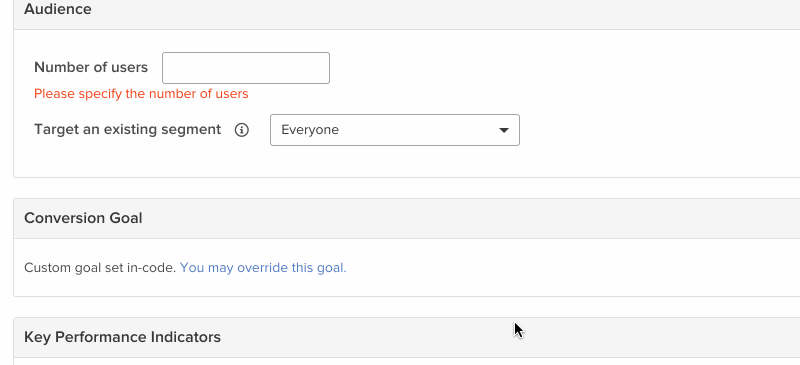 Audience
Number of users
Please specify the number of users
Target an existing segment Everyone
Conversion Goal
Custom goal set in-code. You may override this goal.
Key Performance Indicators